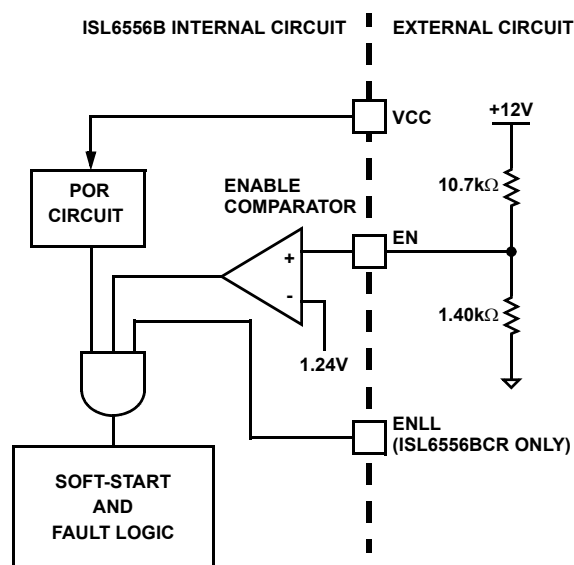 ISL6556B INTERNAL CIRCUIT
EXTERNAL CIRCUIT
VCC
+12V
POR
CIRCUIT
ENABLE
COMPARATOR
10.7kΩ
+
EN
-
1.40kΩ
1.24V
ENLL
(ISL6556BCR ONLY)
SOFT-START
AND
FAULT LOGIC